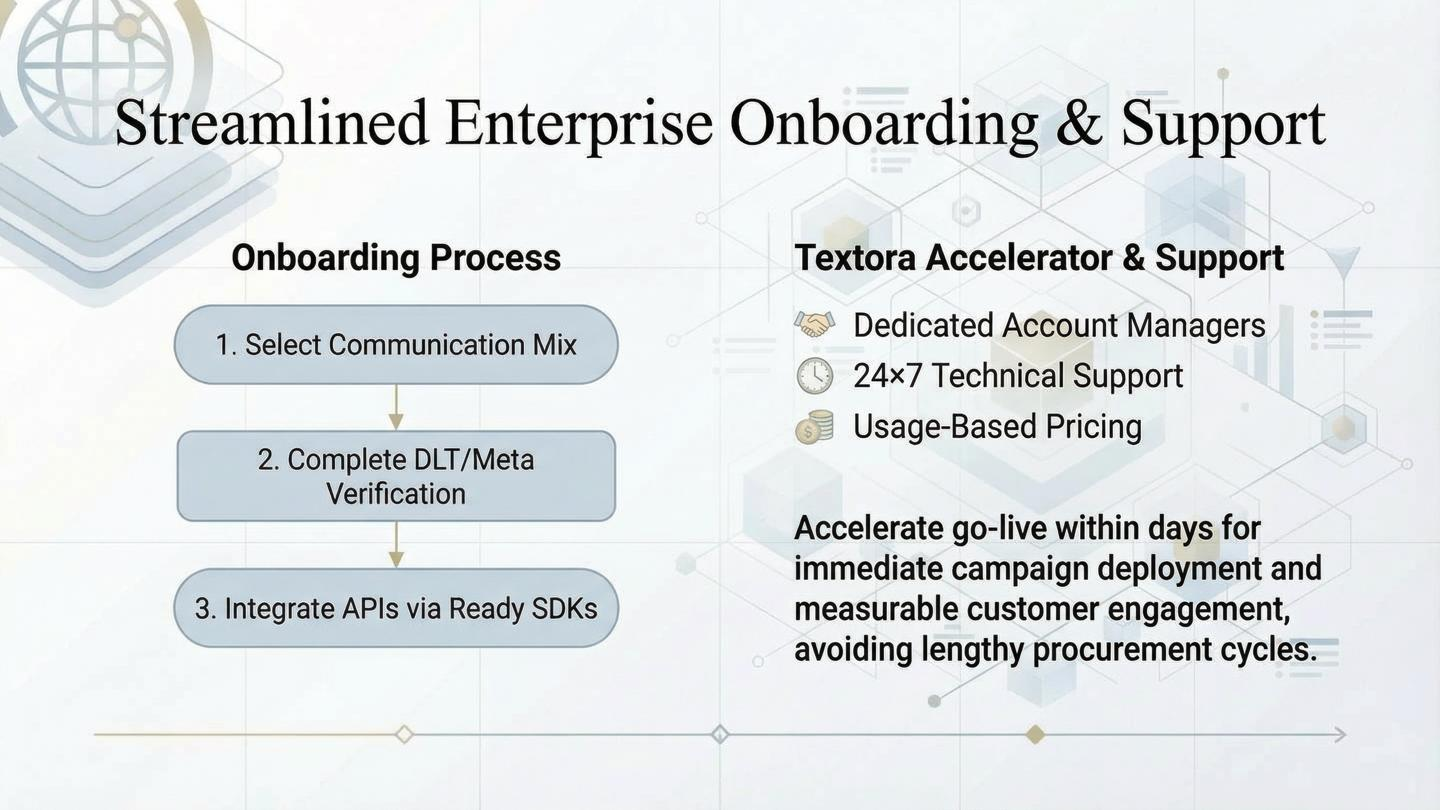 Streamlined Enterprise Onboarding & Support
Onboarding Process
1. Select Communication Mix
2. Complete DLT/Meta
Verification
3. Integrate APIs via Ready SDKs
Textora Accelerator & Support
Dedicated Account Managers
24×7 Technical Support
Usage-Based Pricing
Accelerate go-live within days for
immediate campaign deployment and
measurable customer engagement,
avoiding lengthy procurement cycles.